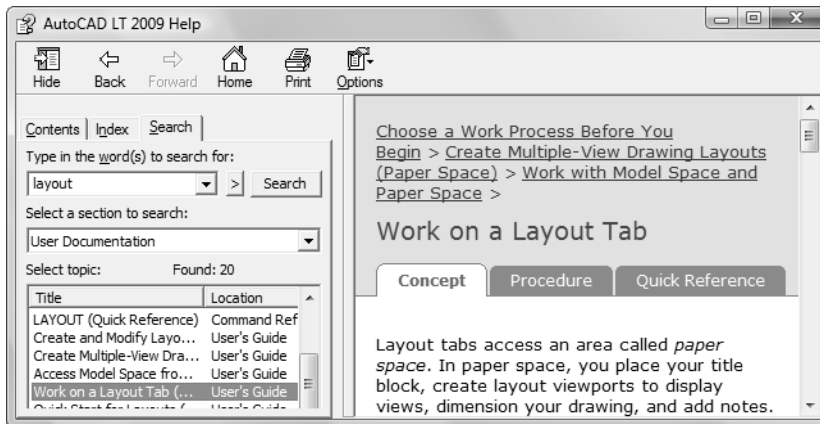 AutoCAD LT 2009 Help
Hide Back Forward Home Print Options
Contents Index Search
Type in the word(s) to search for:
layout > Search
Select a section to search:
User Documentation
Select topic: Found: 20
Title Location
LAYOUT (Quick Reference) Command Ref
Create and Modify Layo... User's Guide
Create Multiple-View Dra... User's Guide
Access Model Space fro... User's Guide
Work on a Layout Tab (... User's Guide
Choose a Work Process Before You
Begin > Create Multiple-View Drawing Layouts
(Paper Space) > Work with Model Space and
Paper Space >
Work on a Layout Tab
Concept Procedure Quick Reference
Layout tabs access an area called paper
space. In paper space, you place your title
block, create layout viewports to display
views, dimension your drawing, and add notes.